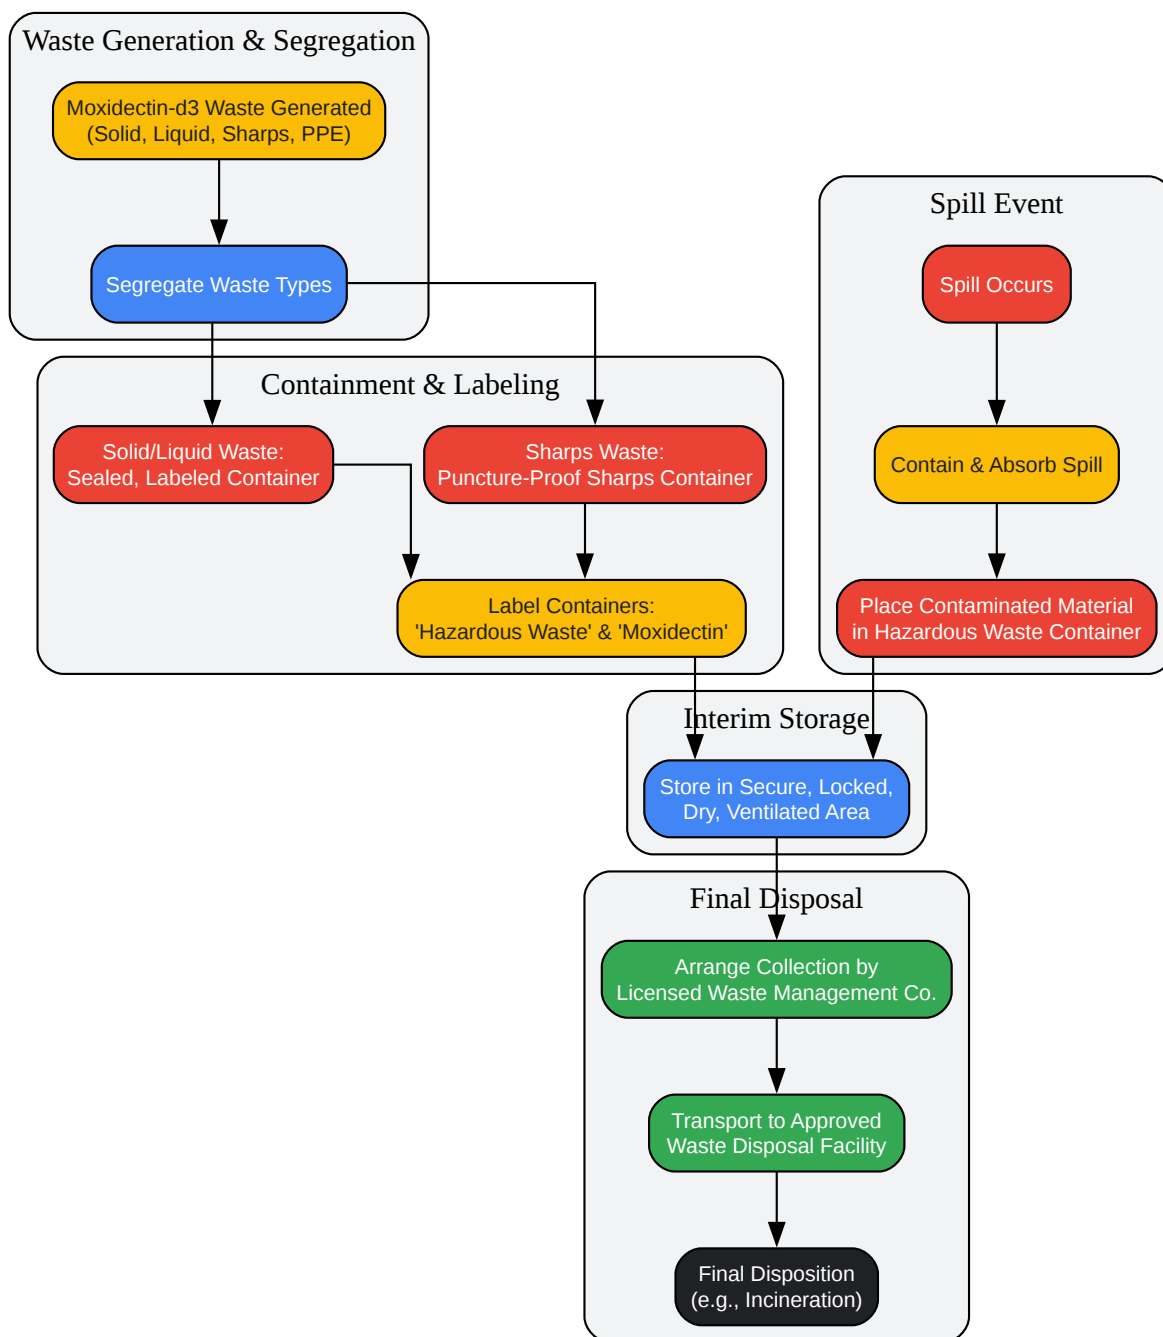 Waste Generation & Segregation
Moxidectin-d3 Waste Generated
(Solid, Liquid, Sharps, PPE)
Segregate Waste Types
Containment & Labeling
Solid/Liquid Waste:
Sealed, Labeled Container
Sharps Waste:
Puncture-Proof Sharps Container
Label Containers:
'Hazardous Waste' & 'Moxidectin'
Spill Event
Spill Occurs
Contain & Absorb Spill
Place Contaminated Material
in Hazardous Waste Container
Interim Storage
Store in Secure, Locked,
Dry, Ventilated Area
Final Disposal
Arrange Collection by
Licensed Waste Management Co.
Transport to Approved
Waste Disposal Facility
Final Disposition
(e.g., Incineration)